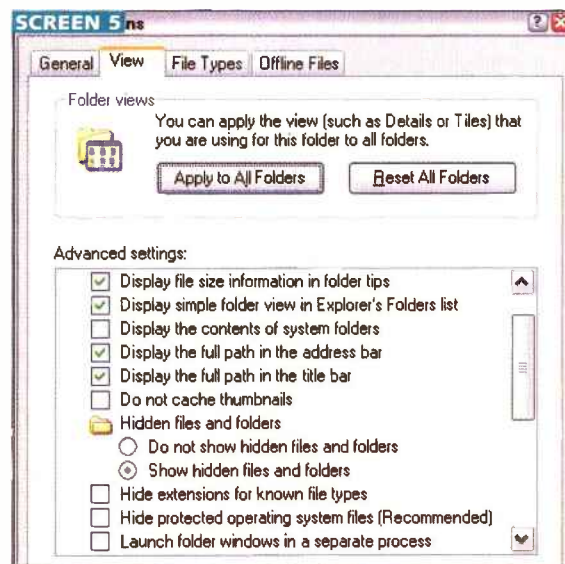 SCREEN 5 ns
General View File Types Offline Files
Folder views
You can apply the view (such as Details or Tiles) that
you are using for this folder to all folders.
Apply to All Folders Reset All Folders
Advanced settings:
Display file size information in folder tips
Display simple folder view in Explorer's Folders list
Display the contents of system folders
Display the full path in the address bar
Display the full path in the title bar
Do not cache thumbnails
Hidden files and folders
Do not show hidden files and folders
Show hidden files and folders
Hide extensions for known file types
Hide protected operating system files (Recommended)
Launch folder windows in a separate process